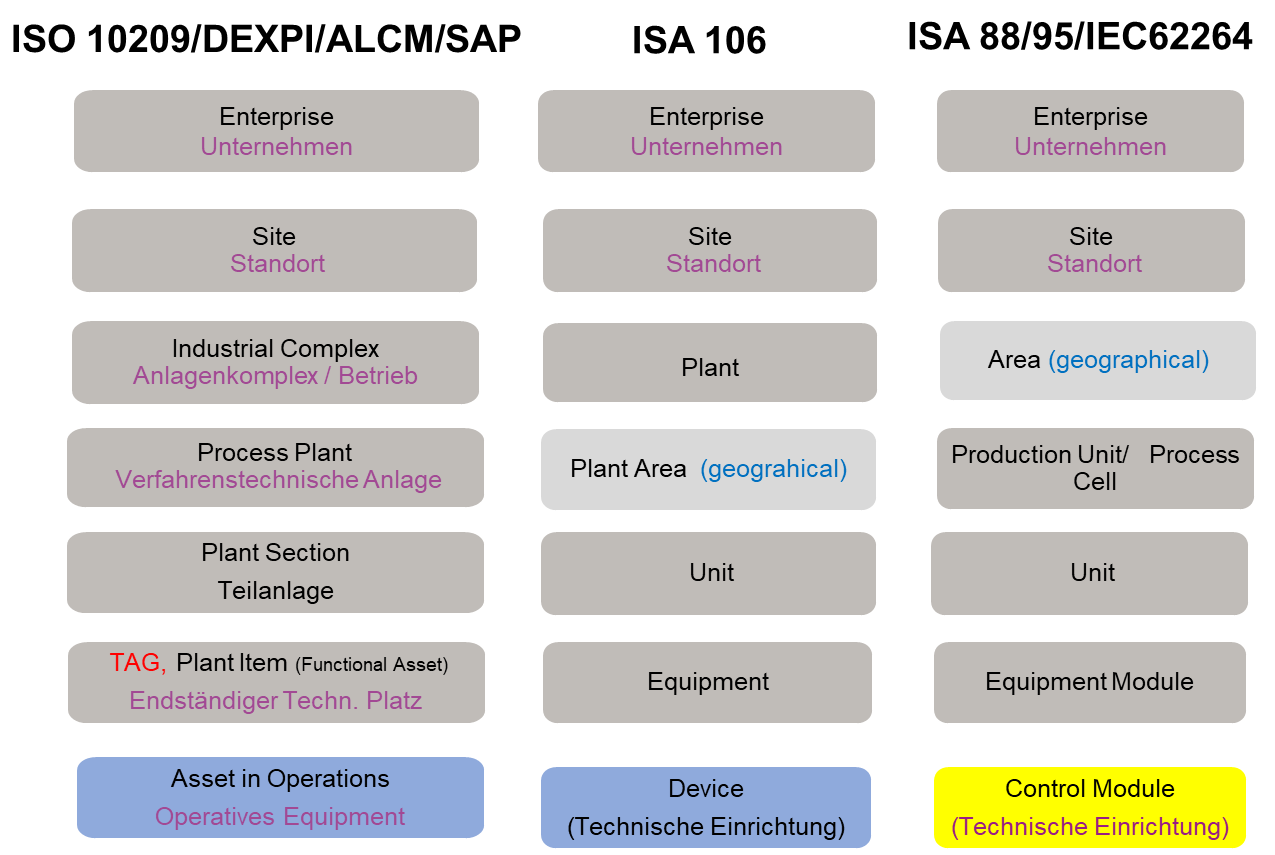 ISO 10209/DEXPI/ALCM/SAP
Enterprise
Unternehmen
Site
Standort
Industrial Complex
Anlagenkomplex / Betrieb
Process Plant
Verfahrenstechnische Anlage
Plant Section
Teilanlage
TAG, Plant Item (Functional Asset)
Endständiger Techn. Platz
Asset in Operations
Operatives Equipment
ISA 106
Enterprise
Unternehmen
Site
Standort
Plant
Plant Area (geograhical)
Unit
Equipment
Device
(Technische Einrichtung)
ISA 88/95/IEC62264
Enterprise
Unternehmen
Site
Standort
Area (geographical)
Production Unit/ Process
Cell
Unit
Equipment Module
Control Module
(Technische Einrichtung)